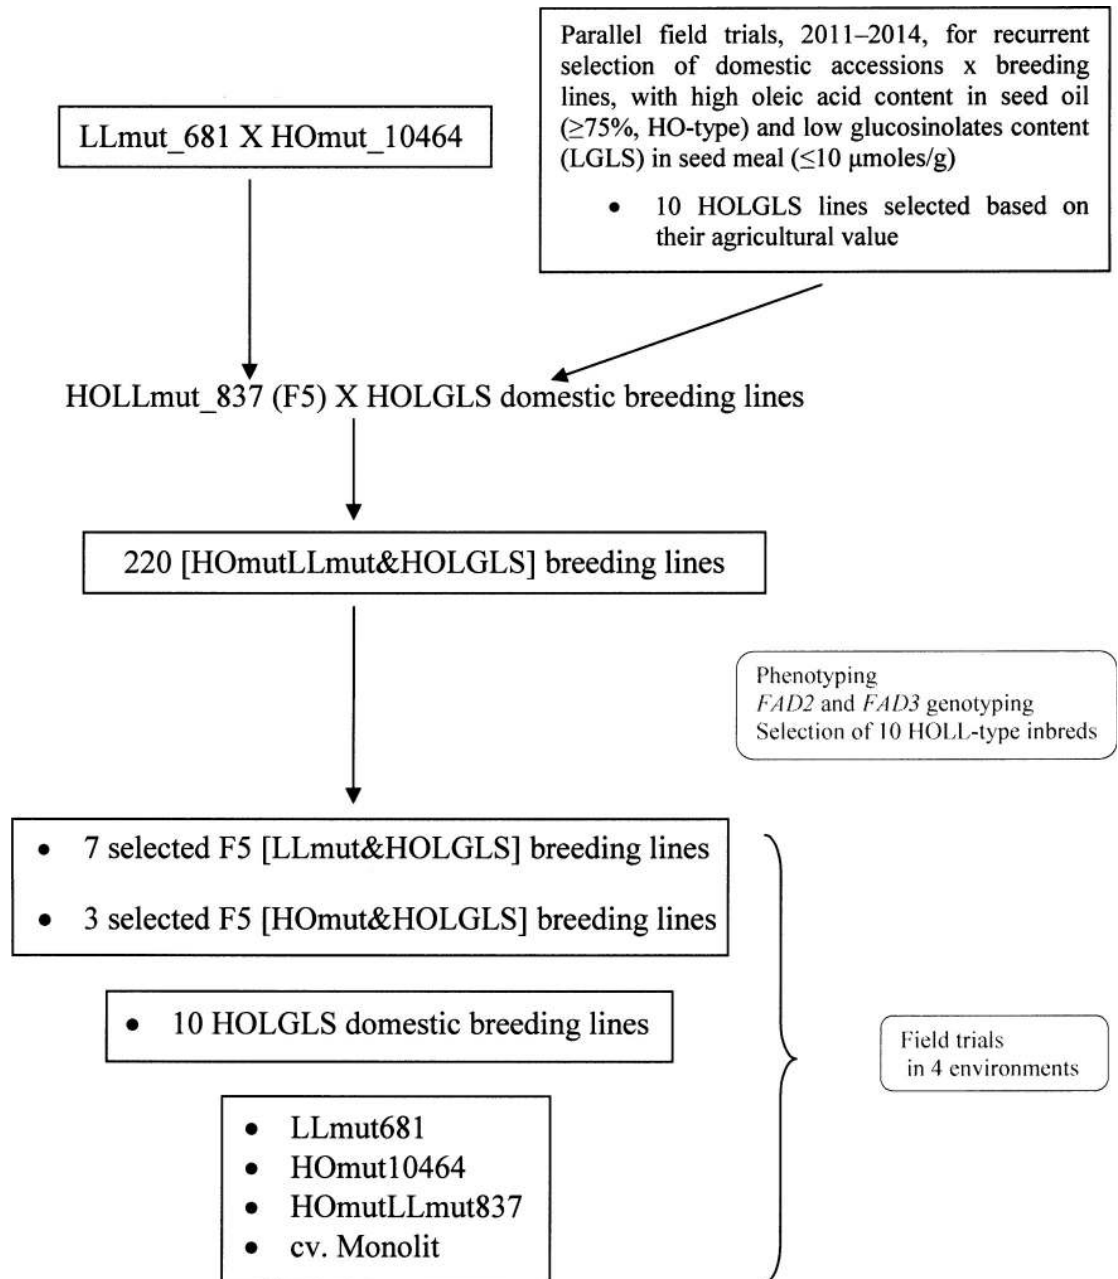 Parallel field trials, 2011–2014, for recurrent
selection of domestic accessions x breeding
lines, with high oleic acid content in seed oil
(≥75%, HO-type) and low glucosinolates content
(LGLS) in seed meal (≤10 μmoles/g)
• 10 HOLGLS lines selected based on
their agricultural value
LLmut_681 X HOmut_10464
HOLLmut_837 (F5) X HOLGLS domestic breeding lines
220 [HOmutLLmut&HOLGLS] breeding lines
Phenotyping
FAD2 and FAD3 genotyping
Selection of 10 HOLL-type inbreds
• 7 selected F5 [LLmut&HOLGLS] breeding lines
• 3 selected F5 [HOmut&HOLGLS] breeding lines
• 10 HOLGLS domestic breeding lines
Field trials
in 4 environments
• LLmut681
• HOmut10464
• HOmutLLmut837
• cv. Monolit